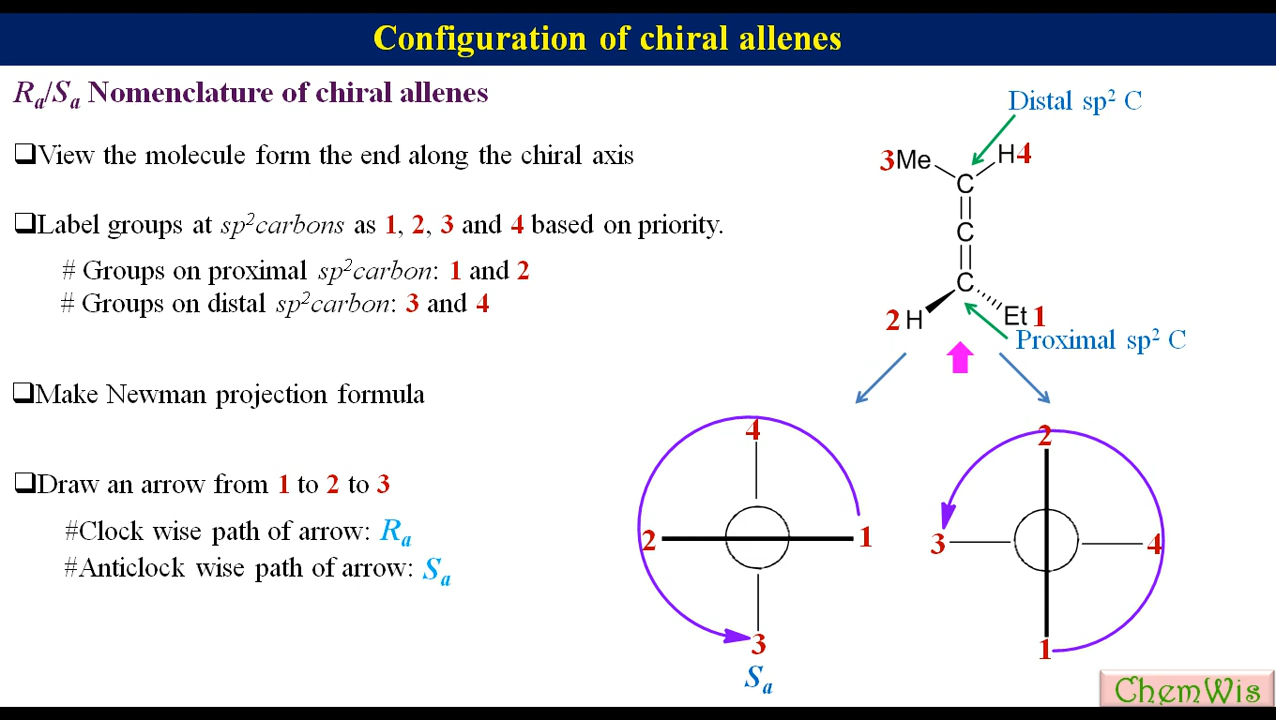 Configuration of chiral allenes
Ra/Sa Nomenclature of chiral allenes
❑View the molecule form the end along the chiral axis
❑Label groups at sp²carbons as 1, 2, 3 and 4 based on priority.
# Groups on proximal sp²carbon: 1 and 2
# Groups on distal sp²carbon: 3 and 4
❑Make Newman projection formula
❑Draw an arrow from 1 to 2 to 3
#Clock wise path of arrow: Ra
#Anticlock wise path of arrow: Sa
Distal sp² C
3Me H4
C
C
C
2 H Et 1
Proximal sp² C
4
2 1
3
Sa
2
3 4
1
ChemWis